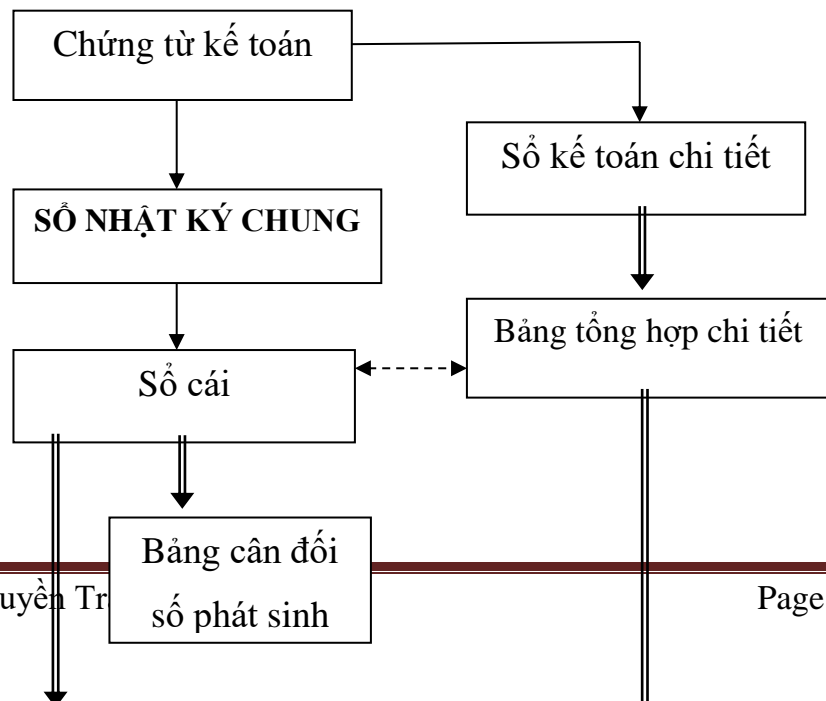 Chứng từ kế toán
Sổ kế toán chi tiết
SỔ NHẬT KÝ CHUNG
Bảng tổng hợp chi tiết
Sổ cái
Bảng cân đối
số phát sinh
Page